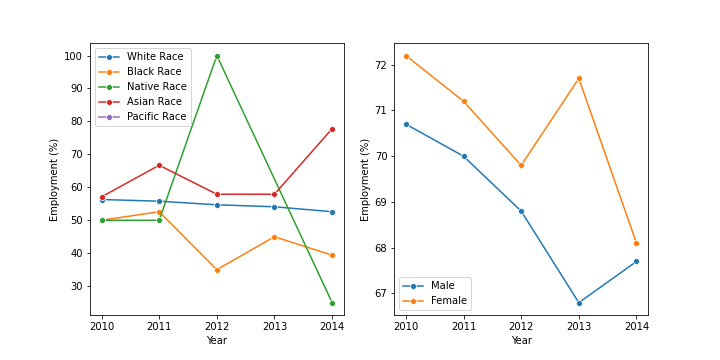 100
90
80
70
60
50
40
30
Employment (%)
2010 2011 2012 2013 2014
Year
White Race
Black Race
Native Race
Asian Race
Pacific Race
72
71
70
69
68
67
Employment (%)
2010 2011 2012 2013 2014
Year
Male
Female